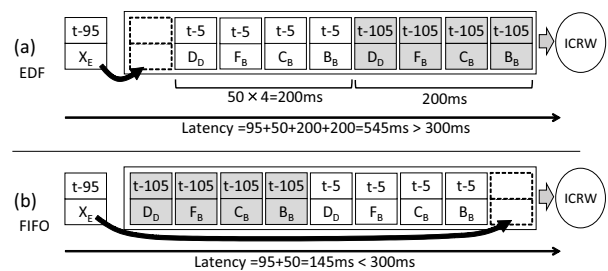 (a)
EDF
t-95 t-5 t-5 t-5 t-5 t-105 t-105 t-105 t-105
X_E D_D F_B C_B B_B D_D F_B C_B B_B
ICRW
50 × 4=200ms 200ms
Latency =95+50+200+200=545ms > 300ms
(b)
FIFO
t-95 t-105 t-105 t-105 t-105 t-5 t-5 t-5 t-5
X_E D_D F_B C_B B_B D_D F_B C_B B_B
ICRW
Latency =95+50=145ms < 300ms